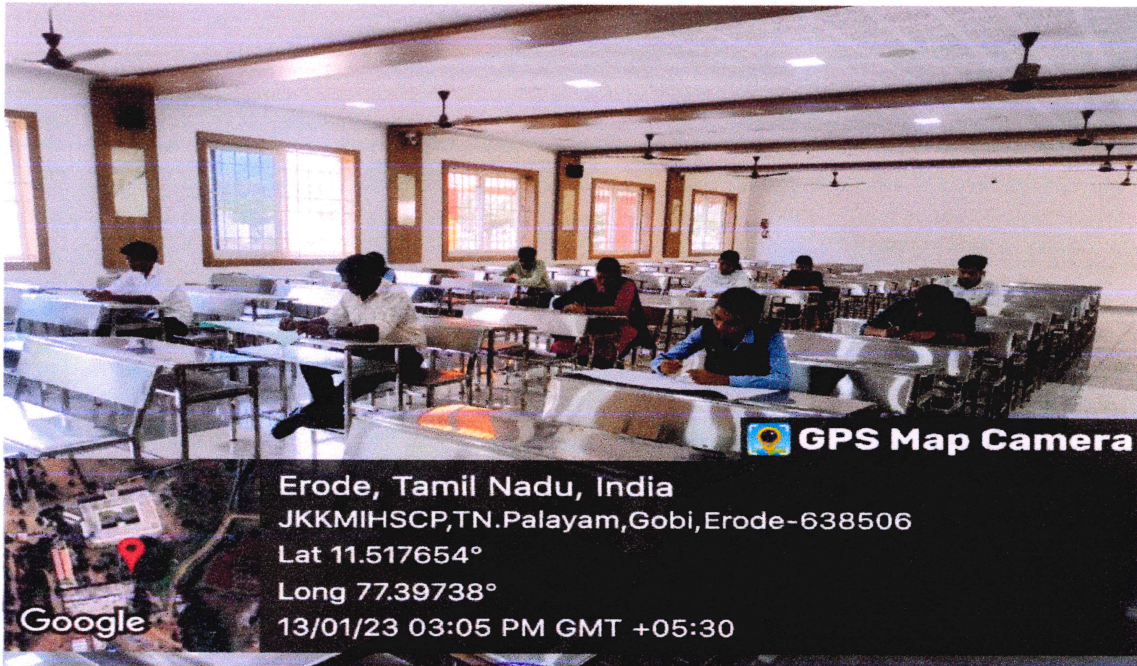 GPS Map Camera
Erode, Tamil Nadu, India
JKKMIHSCP,TN.Palayam,Gobi,Erode-638506
Lat 11.517654°
Long 77.39738°
13/01/23 03:05 PM GMT +05:30
Google